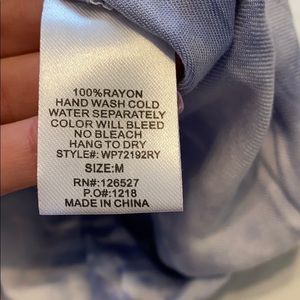 100%RAYON
HAND WASH COLD
WATER SEPARATELY
COLOR WILL BLEED
NO BLEACH
HANG TO DRY
STYLE#: WP72192RY
SIZE:M
RN#:126527
P.O#:1218
MADE IN CHINA